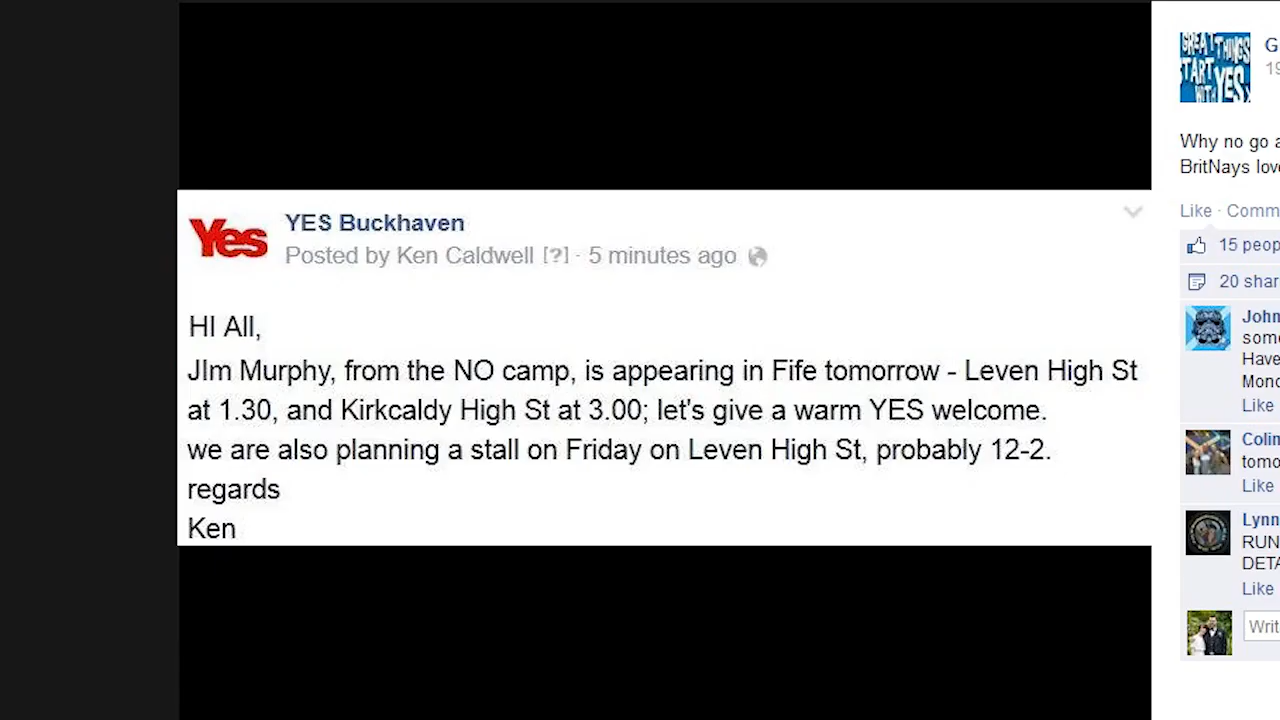 Yes
YES Buckhaven
Posted by Ken Caldwell [?] · 5 minutes ago
HI All,
JIm Murphy, from the NO camp, is appearing in Fife tomorrow - Leven High St
at 1.30, and Kirkcaldy High St at 3.00; let's give a warm YES welcome.
we are also planning a stall on Friday on Leven High St, probably 12-2.
regards
Ken
GREAT THINGS
START
WITH YES
G
19
Why no go a
BritNays lov
Like · Comm
15 peop
20 shar
John
some
Have
Mond
Like
Colin
tomo
Like
Lynn
RUN
DETA
Like
Writ